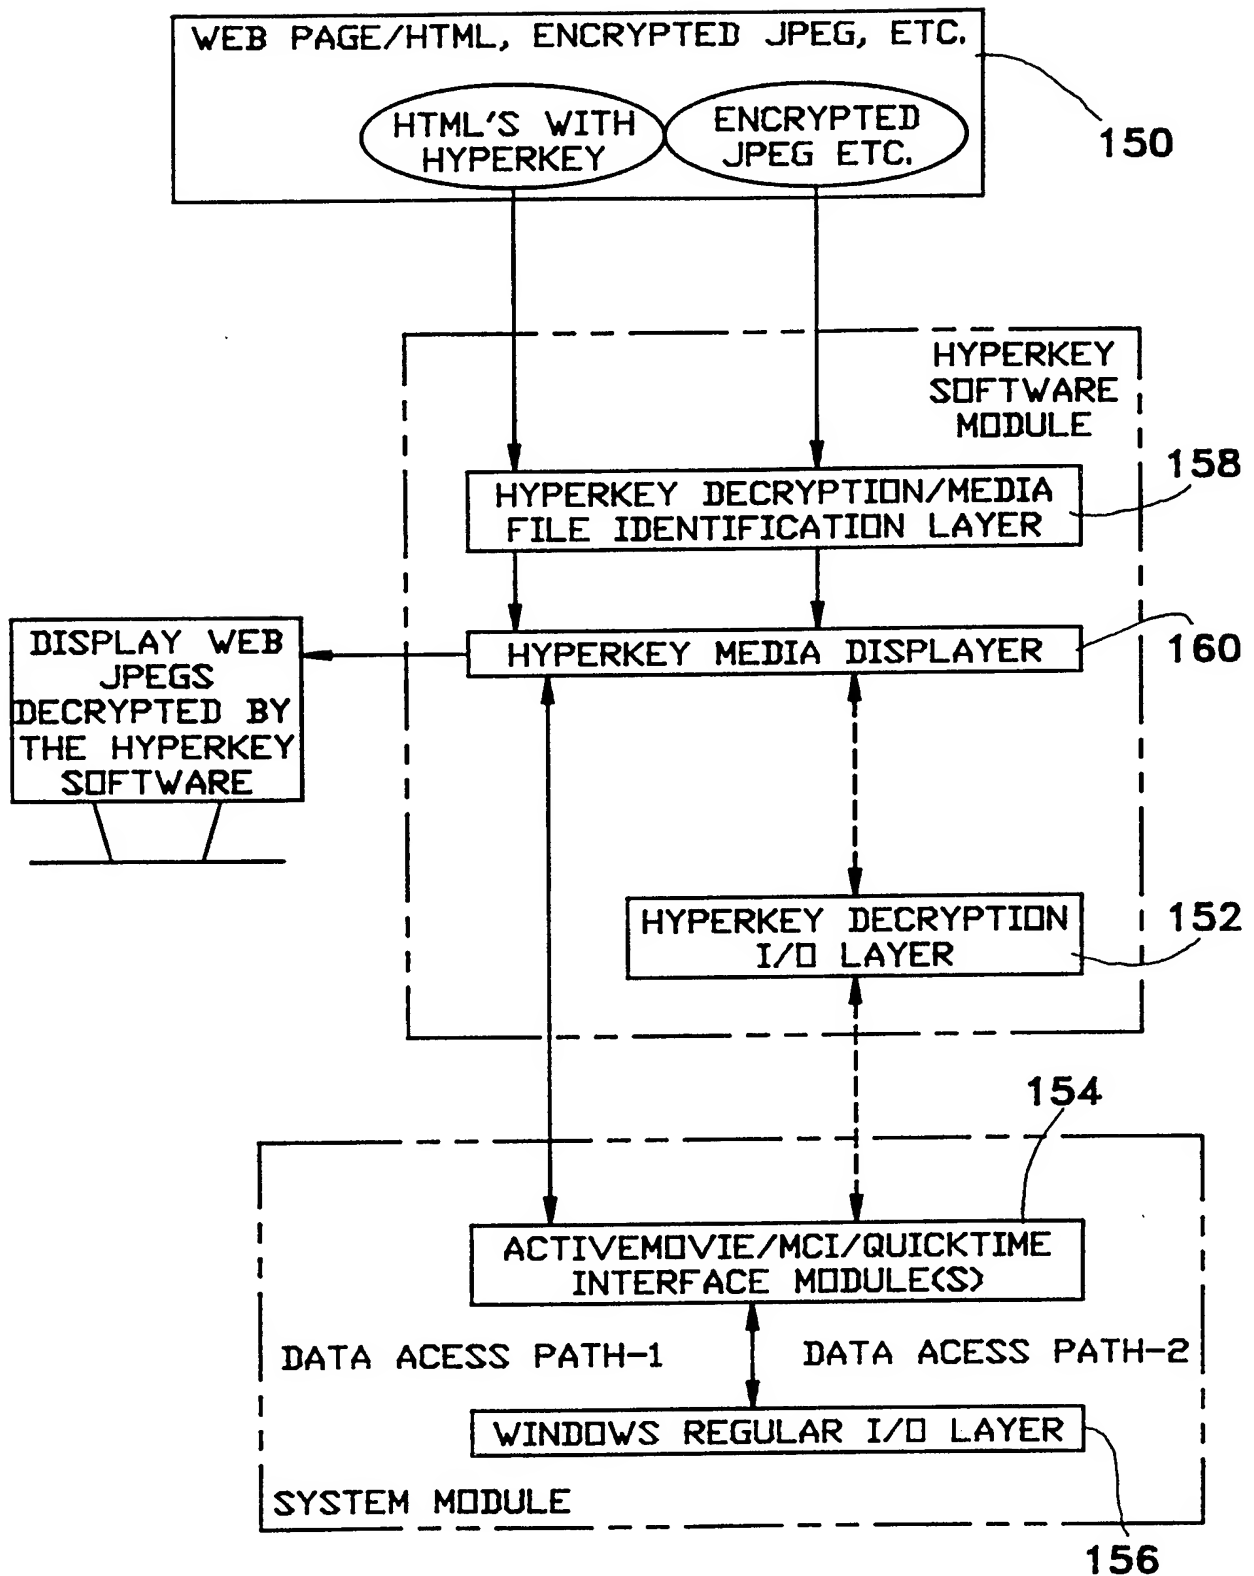 WEB PAGE/HTML, ENCRYPTED JPEG, ETC.
HTML'S WITH
HYPERKEY
ENCRYPTED
JPEG ETC.
150
HYPERKEY
SOFTWARE
MODULE
158
HYPERKEY DECRYPTION/MEDIA
FILE IDENTIFICATION LAYER
160
HYPERKEY MEDIA DISPLAYER
DISPLAY WEB
JPEGS
DECRYPTED BY
THE HYPERKEY
SOFTWARE
152
HYPERKEY DECRYPTION
I/O LAYER
154
ACTIVEMOVIE/MCI/QUICKTIME
INTERFACE MODULE(S)
DATA ACESS PATH-1
DATA ACESS PATH-2
WINDOWS REGULAR I/O LAYER
SYSTEM MODULE
156